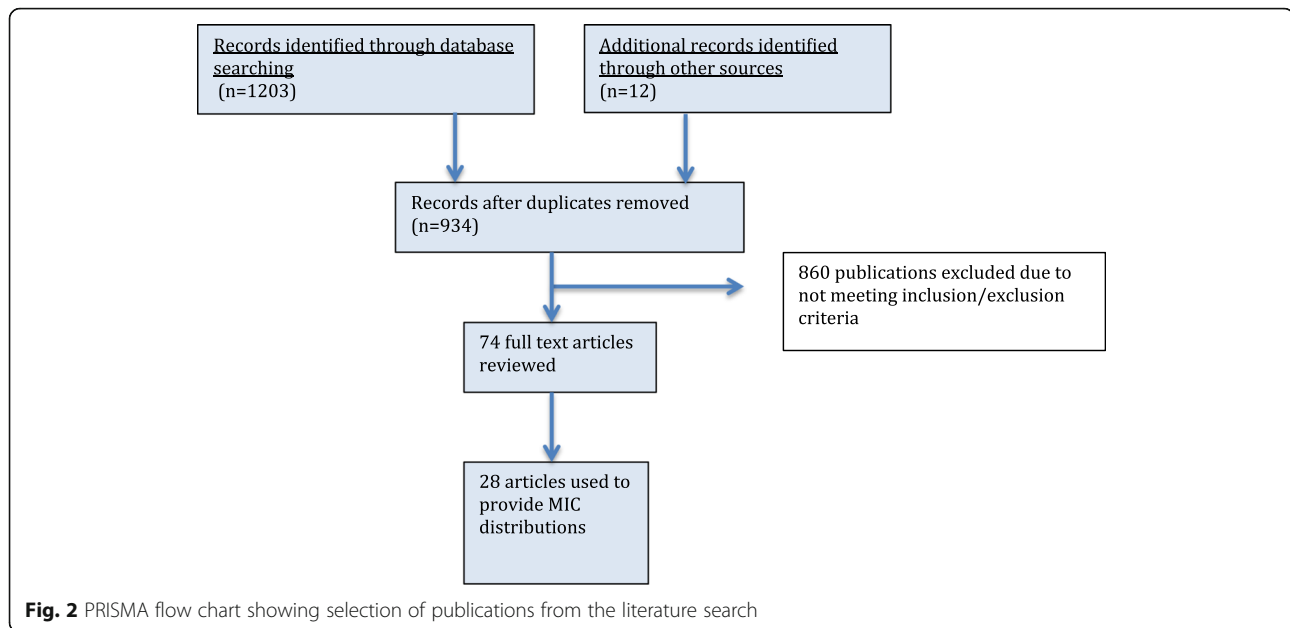 Records identified through database
searching
(n=1203)
Additional records identified
through other sources
(n=12)
Records after duplicates removed
(n=934)
860 publications excluded due to
not meeting inclusion/exclusion
criteria
74 full text articles
reviewed
28 articles used to
provide MIC
distributions
Fig. 2 PRISMA flow chart showing selection of publications from the literature search